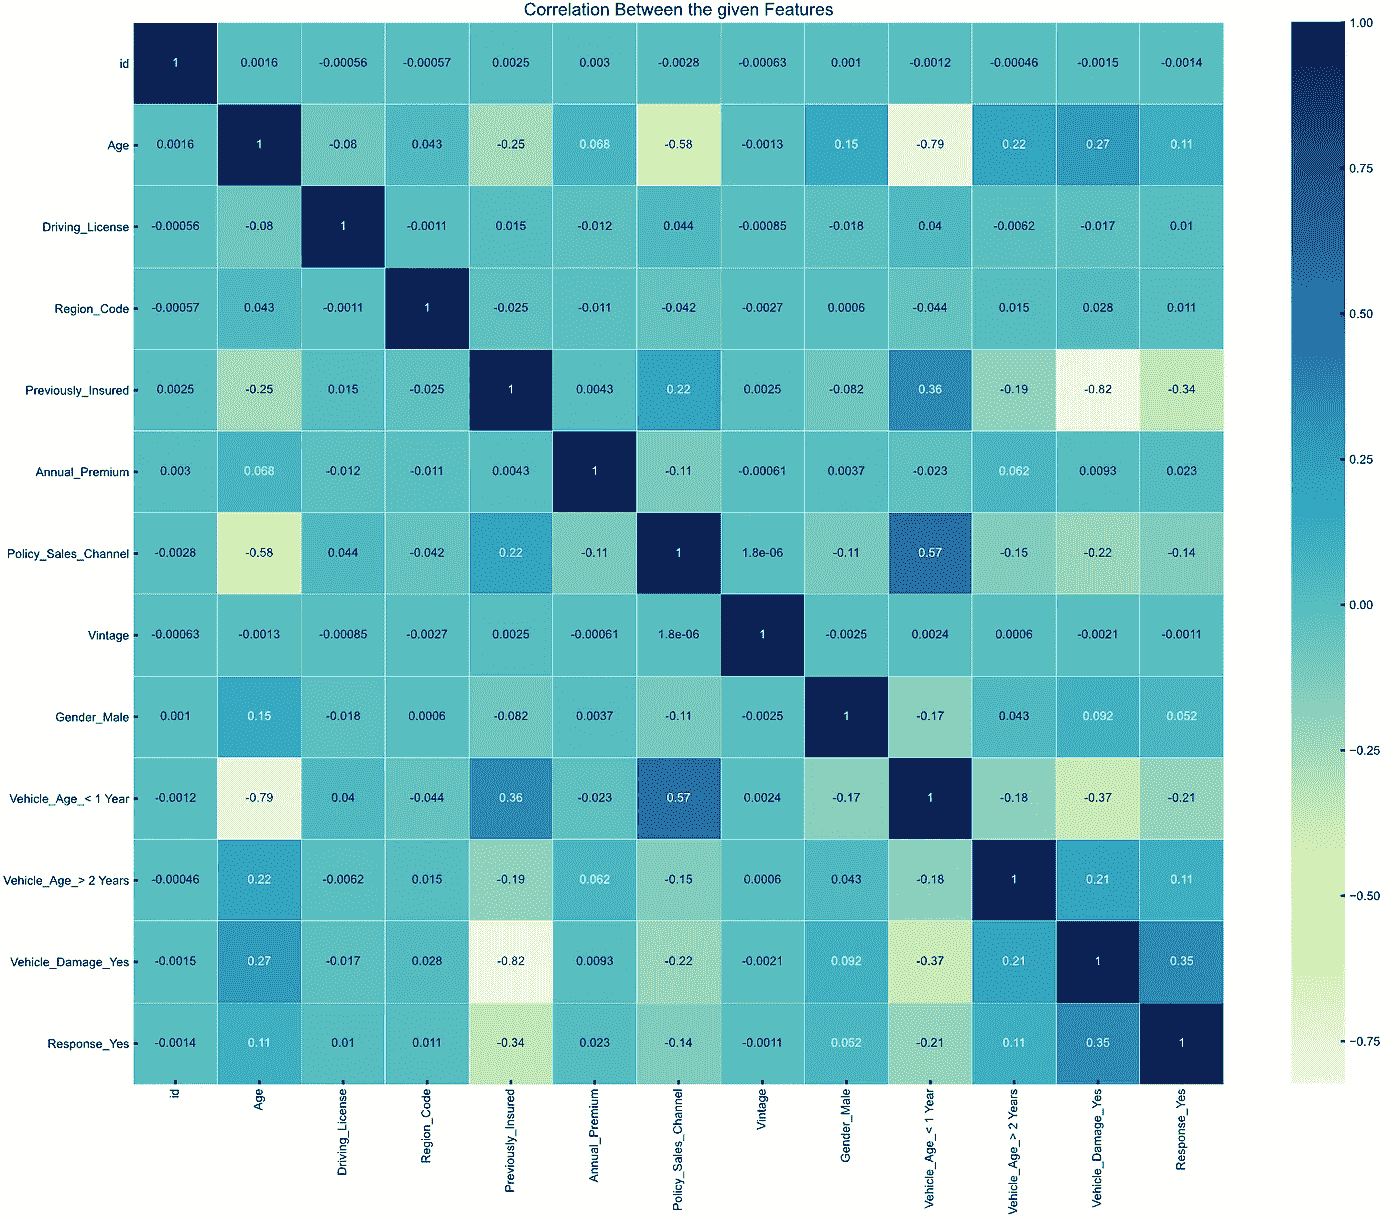 Correlation Between the given Features
id 1 0.0016 -0.00056 -0.00057 0.0025 0.003 -0.0028 -0.00063 0.001 -0.0012 -0.00046 -0.0015 -0.0014
Age 0.0016 1 -0.08 0.043 -0.25 0.068 -0.58 -0.0013 0.15 -0.79 0.22 0.27 0.11
Driving_License -0.00056 -0.08 1 -0.0011 0.015 -0.012 0.044 -0.00085 -0.018 0.04 -0.0062 -0.017 0.01
Region_Code -0.00057 0.043 -0.0011 1 -0.025 -0.011 -0.042 -0.0027 0.0006 -0.044 0.015 0.028 0.011
Previously_Insured 0.0025 -0.25 0.015 -0.025 1 0.0043 0.22 0.0025 -0.082 0.36 -0.19 -0.82 -0.34
Annual_Premium 0.003 0.068 -0.012 -0.011 0.0043 1 -0.11 -0.00061 0.0037 -0.023 0.062 0.0093 0.023
Policy_Sales_Channel -0.0028 -0.58 0.044 -0.042 0.22 -0.11 1 1.8e-06 -0.11 0.57 -0.15 -0.22 -0.14
Vintage -0.00063 -0.0013 -0.00085 -0.0027 0.0025 -0.00061 1.8e-06 1 -0.0025 0.0024 0.0006 -0.0021 -0.0011
Gender_Male 0.001 0.15 -0.018 0.0006 -0.082 0.0037 -0.11 -0.0025 1 -0.17 0.043 0.092 0.052
Vehicle_Age_< 1 Year -0.0012 -0.79 0.04 -0.044 0.36 -0.023 0.57 0.0024 -0.17 1 -0.18 -0.37 -0.21
Vehicle_Age_> 2 Years -0.00046 0.22 -0.0062 0.015 -0.19 0.062 -0.15 0.0006 0.043 -0.18 1 0.21 0.11
Vehicle_Damage_Yes -0.0015 0.27 -0.017 0.028 -0.82 0.0093 -0.22 -0.0021 0.092 -0.37 0.21 1 0.35
Response_Yes -0.0014 0.11 0.01 0.011 -0.34 0.023 -0.14 -0.0011 0.052 -0.21 0.11 0.35 1
id
Age
Driving_License
Region_Code
Previously_Insured
Annual_Premium
Policy_Sales_Channel
Vintage
Gender_Male
Vehicle_Age_< 1 Year
Vehicle_Age_> 2 Years
Vehicle_Damage_Yes
Response_Yes
1.00
0.75
0.50
0.25
0.00
−0.25
−0.50
−0.75